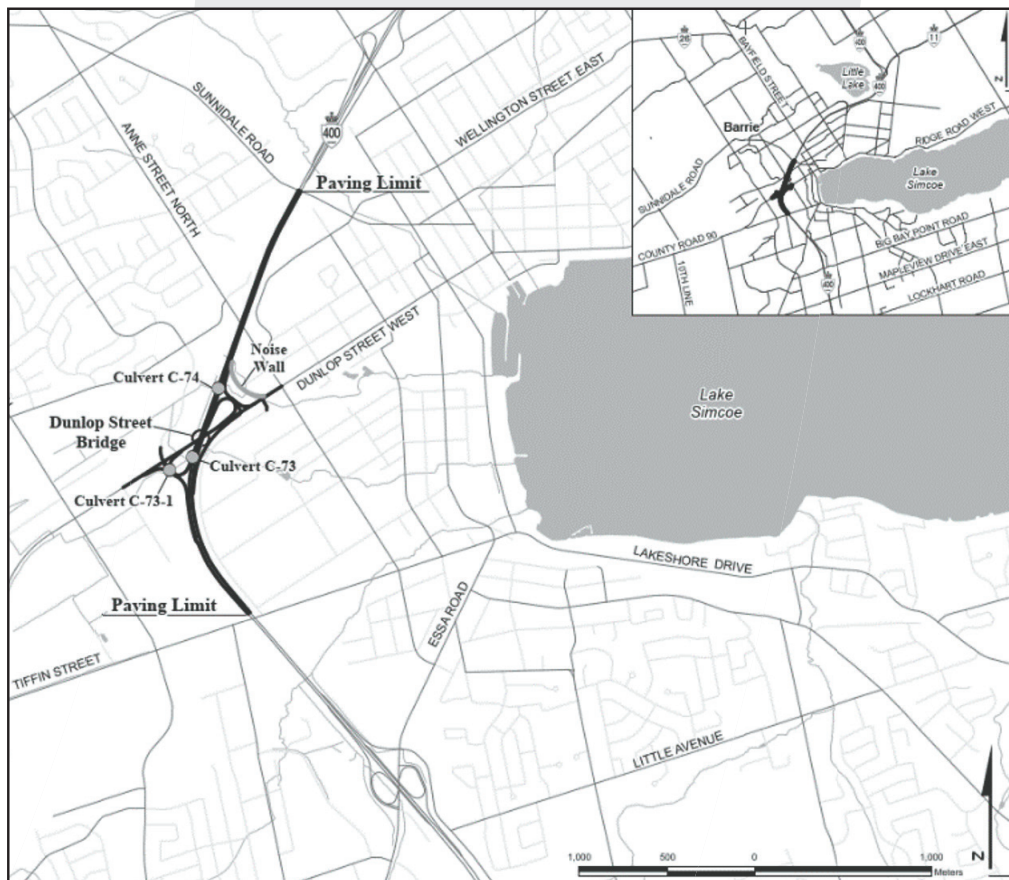 SUNNIDALE ROAD
ANNE STREET NORTH
400
WELLINGTON STREET EAST
Paving Limit
Noise
Wall
DUNLOP STREET WEST
Culvert C-74
Dunlop Street
Bridge
Culvert C-73
Culvert C-73-1
Paving Limit
TIFFIN STREET
ESSA ROAD
LAKESHORE DRIVE
LITTLE AVENUE
Lake
Simcoe
1,000 500 0 1,000
Meters
N
26
BAYFIELD STREET
400
11
N
Little
Lake
400
Barrie
RIDGE ROAD WEST
SUNNIDALE ROAD
Lake
Simcoe
COUNTY ROAD 90
BIG BAY POINT ROAD
10TH LINE
MAPLEVIEW DRIVE EAST
400
LOCKHART ROAD